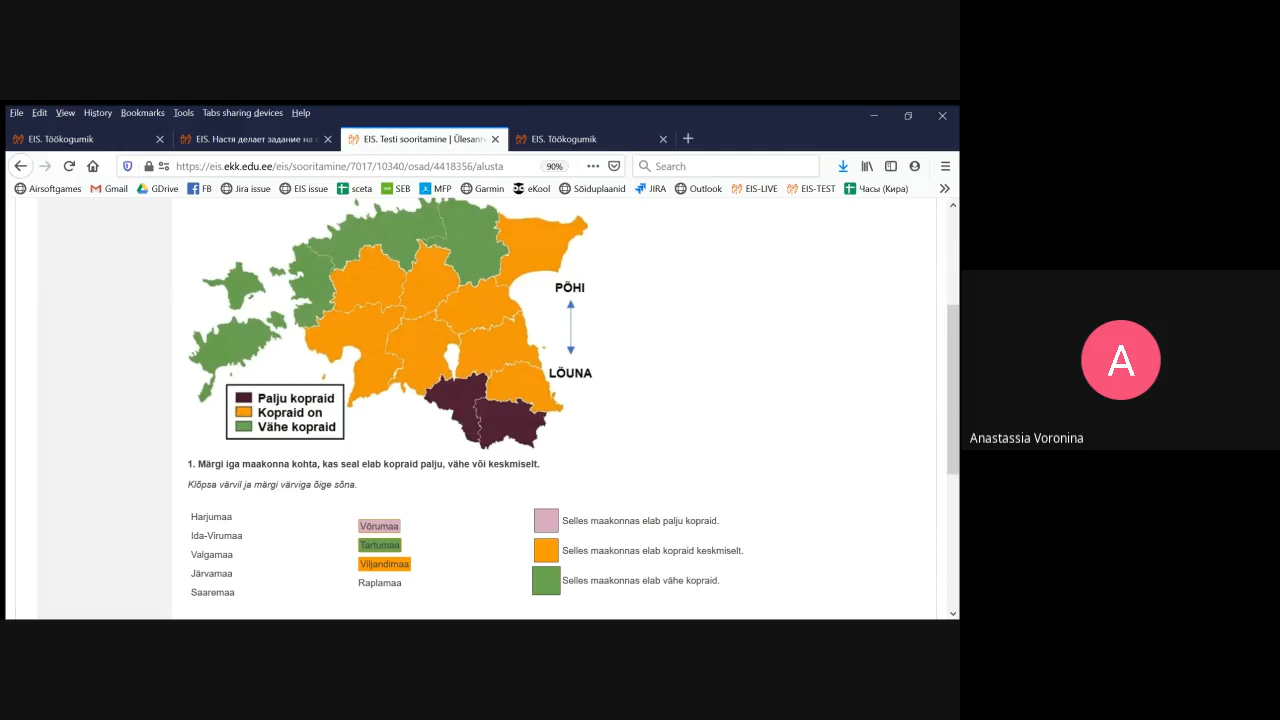 File Edit View History Bookmarks Tools Tabs sharing devices Help
EIS. Töökogumik
EIS. Настя делает задание на
EIS. Testi sooritamine | Ülesann
EIS. Töökogumik
https://eis.ekk.edu.ee/eis/sooritamine/7017/10340/osad/4418356/alusta
90%
Search
Airsoftgames Gmail GDrive FB Jira issue EIS issue sceta SEB MFP Garmin eKool Sõiduplaanid JIRA Outlook EIS-LIVE EIS-TEST Часы (Кира)
PÕHI
LÕUNA
Palju kopraid
Kopraid on
Vähe kopraid
1. Märgi iga maakonna kohta, kas seal elab kopraid palju, vähe või keskmiselt.
Klõpsa värvil ja märgi värviga õige sõna.
Harjumaa
Ida-Virumaa
Valgamaa
Järvamaa
Saaremaa
Võrumaa
Tartumaa
Viljandimaa
Raplamaa
Selles maakonnas elab palju kopraid.
Selles maakonnas elab kopraid keskmiselt.
Selles maakonnas elab vähe kopraid.
A
Anastassia Voronina